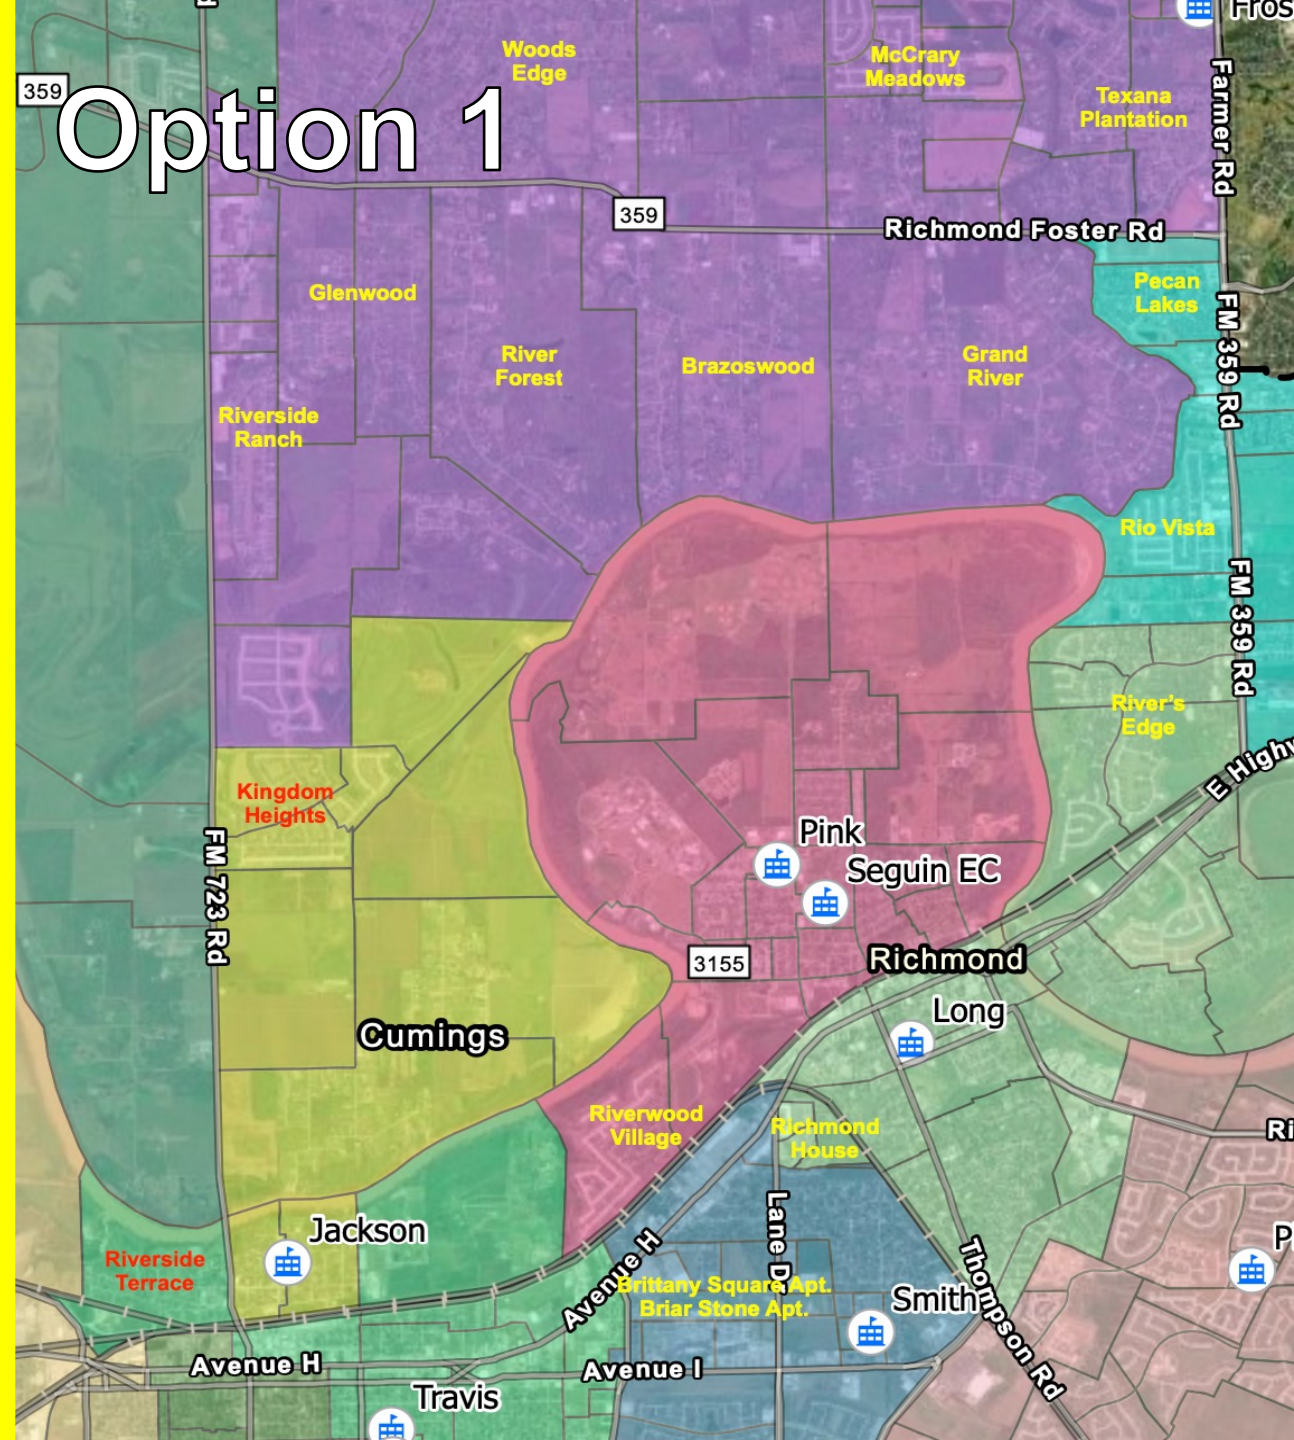 Fros
Woods
Edge
McCrary
Meadows
359
Option 1
Texana
Plantation
Farmer Rd
359
Richmond Foster Rd
Glenwood
Pecan
Lakes
FM 359 Rd
River
Forest
Brazoswood
Grand
River
Riverside
Ranch
Rio Vista
FM 359 Rd
River's
Edge
E Highw
Kingdom
Heights
FM 723 Rd
Pink
Seguin EC
3155
Richmond
Long
Cumings
Riverwood
Village
Richmond
House
Ri
Lane Dr
Jackson
Riverside
Terrace
Avenue H
Thompson Rd
P
Brittany Square Apt.
Briar Stone Apt.
Smith
Avenue H
Avenue I
Travis